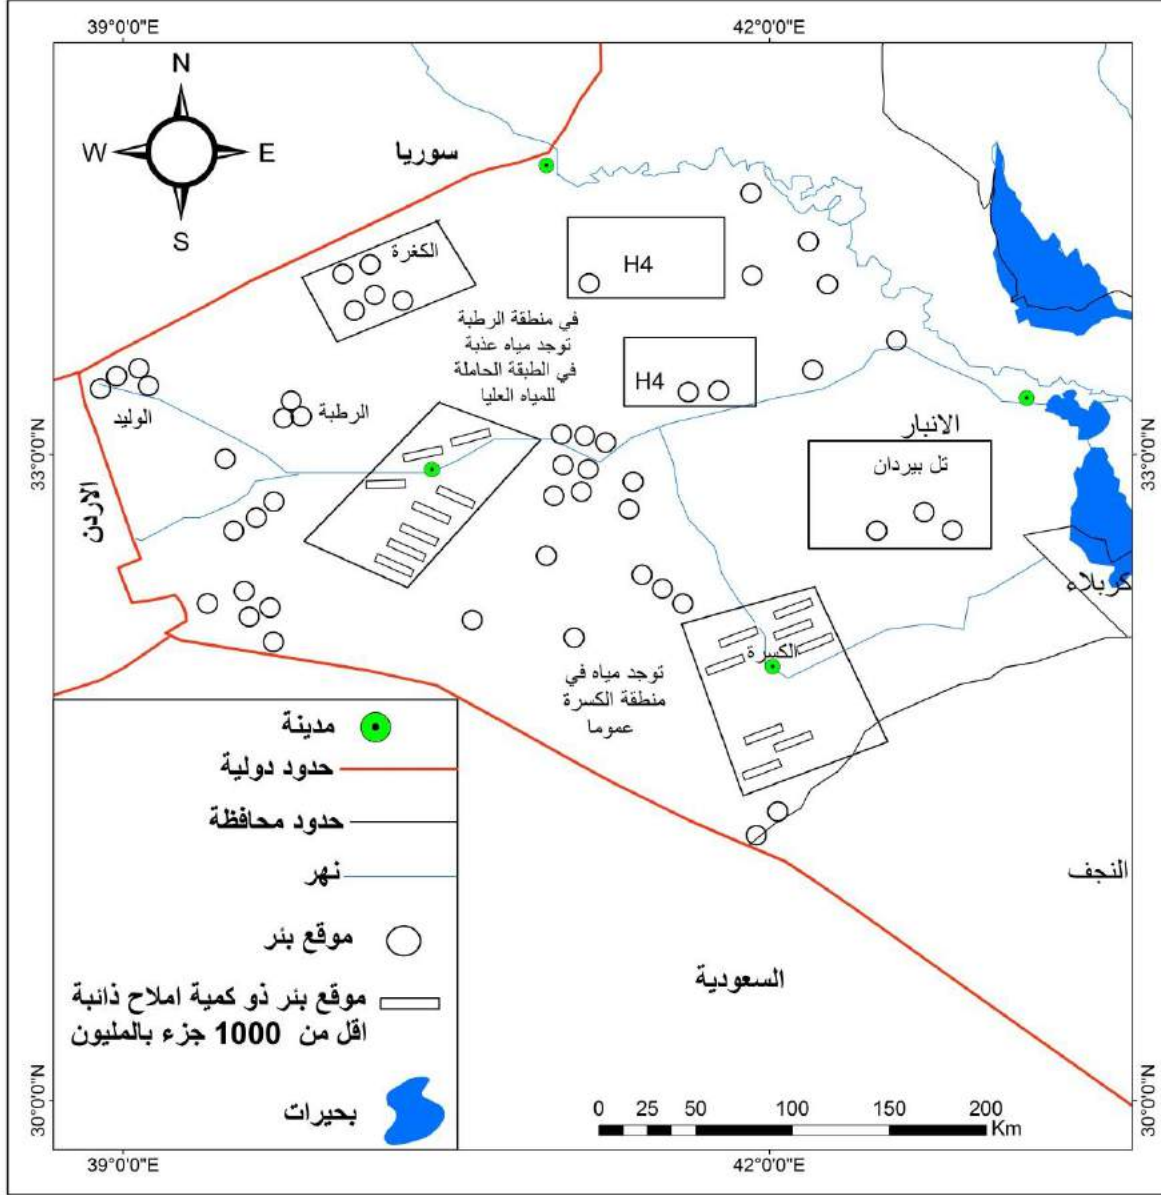 39°0'0"E
42°0'0"E
N
W
E
S
سوريا
الكغرة
H4
في منطقة الرطبة
توجد مياه عذبة
في الطبقة الحاملة
للمياه العليا
H4
الوليد
الرطبة
الانبار
33°0'0"N
33°0'0"N
تل بيردان
الاردن
كربلاء
الكسرة
توجد مياه في
منطقة الكسرة
عموما
مدينة
حدود دولية
حدود محافظة
نهر
موقع بئر
موقع بئر ذو كمية املاح ذائبة
اقل من 1000 جزء بالمليون
بحيرات
النجف
السعودية
0 25 50 100 150 200
Km
30°0'0"N
30°0'0"N
39°0'0"E
42°0'0"E